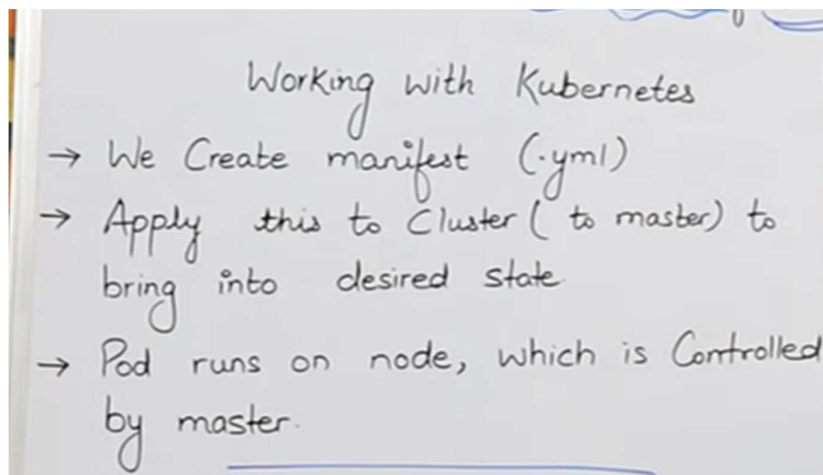 Working with Kubernetes
→ We Create manifest (.yml)
→ Apply this to Cluster ( to master) to
bring into desired state
→ Pod runs on node, which is Controlled
by master.